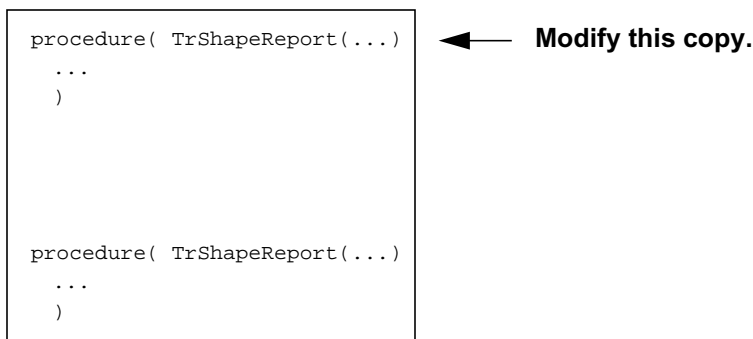 procedure( TrShapeReport(...) Modify this copy.
...
)
procedure( TrShapeReport(...)
...
)